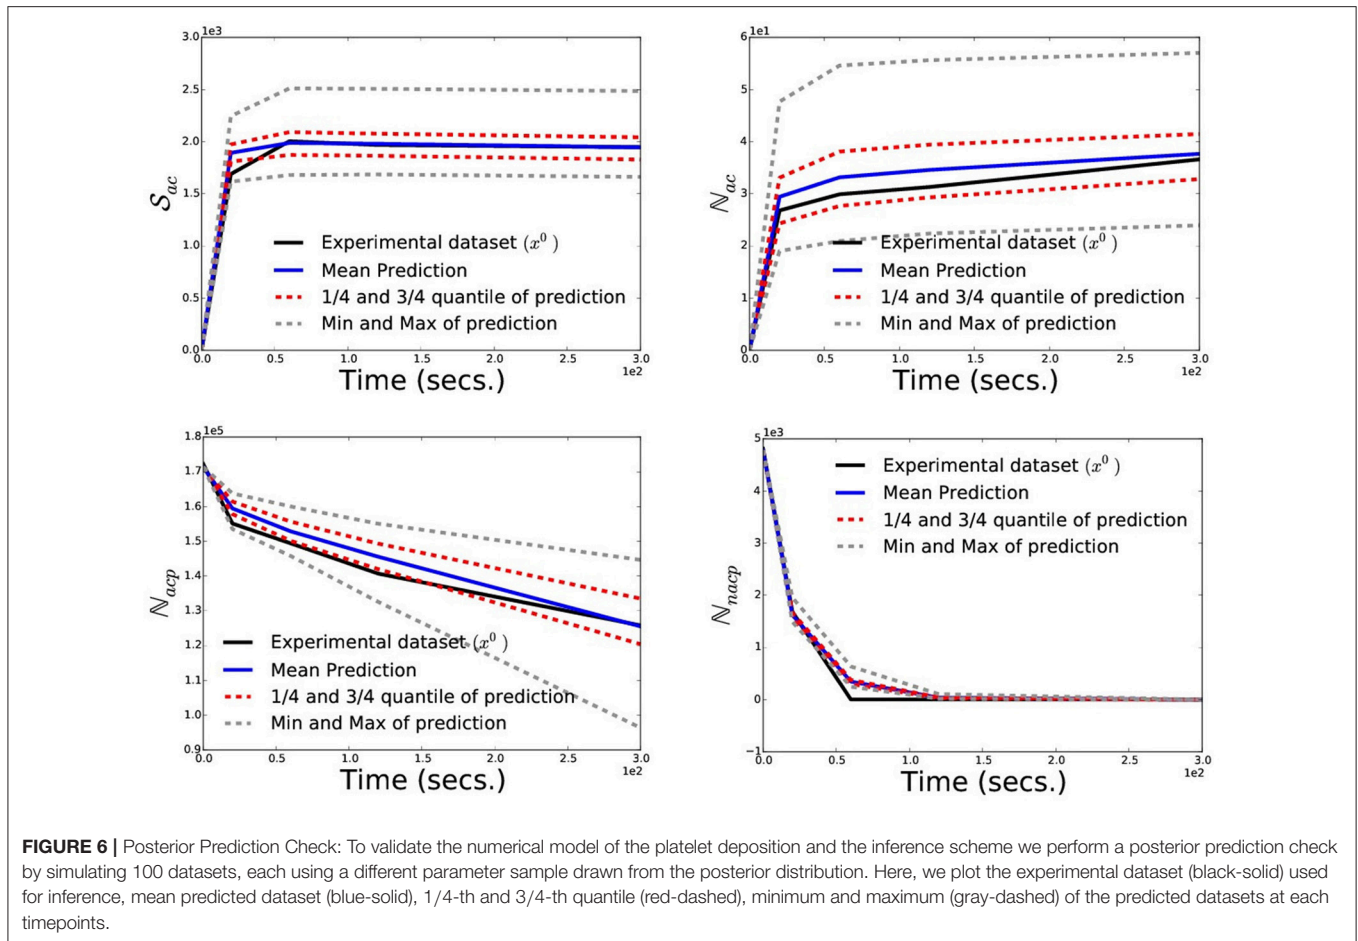 1e3
3.0
2.5
2.0
1.5
1.0
0.5
0.0
𝒮ac
Experimental dataset (x⁰ )
Mean Prediction
1/4 and 3/4 quantile of prediction
Min and Max of prediction
0.0 0.5 1.0 1.5 2.0 2.5 3.0
1e2
Time (secs.)
1e1
6
5
4
3
2
1
0
ℕac
Experimental dataset (x⁰ )
Mean Prediction
1/4 and 3/4 quantile of prediction
Min and Max of prediction
0.0 0.5 1.0 1.5 2.0 2.5 3.0
1e2
Time (secs.)
1e5
1.8
1.7
1.6
1.5
1.4
1.3
1.2
1.1
1.0
0.9
ℕacp
Experimental dataset (x⁰ )
Mean Prediction
1/4 and 3/4 quantile of prediction
Min and Max of prediction
0.0 0.5 1.0 1.5 2.0 2.5 3.0
1e2
Time (secs.)
1e3
5
4
3
2
1
0
−1
ℕnacp
Experimental dataset (x⁰ )
Mean Prediction
1/4 and 3/4 quantile of prediction
Min and Max of prediction
0.0 0.5 1.0 1.5 2.0 2.5 3.0
1e2
Time (secs.)
FIGURE 6 | Posterior Prediction Check: To validate the numerical model of the platelet deposition and the inference scheme we perform a posterior prediction check
by simulating 100 datasets, each using a different parameter sample drawn from the posterior distribution. Here, we plot the experimental dataset (black-solid) used
for inference, mean predicted dataset (blue-solid), 1/4-th and 3/4-th quantile (red-dashed), minimum and maximum (gray-dashed) of the predicted datasets at each
timepoints.